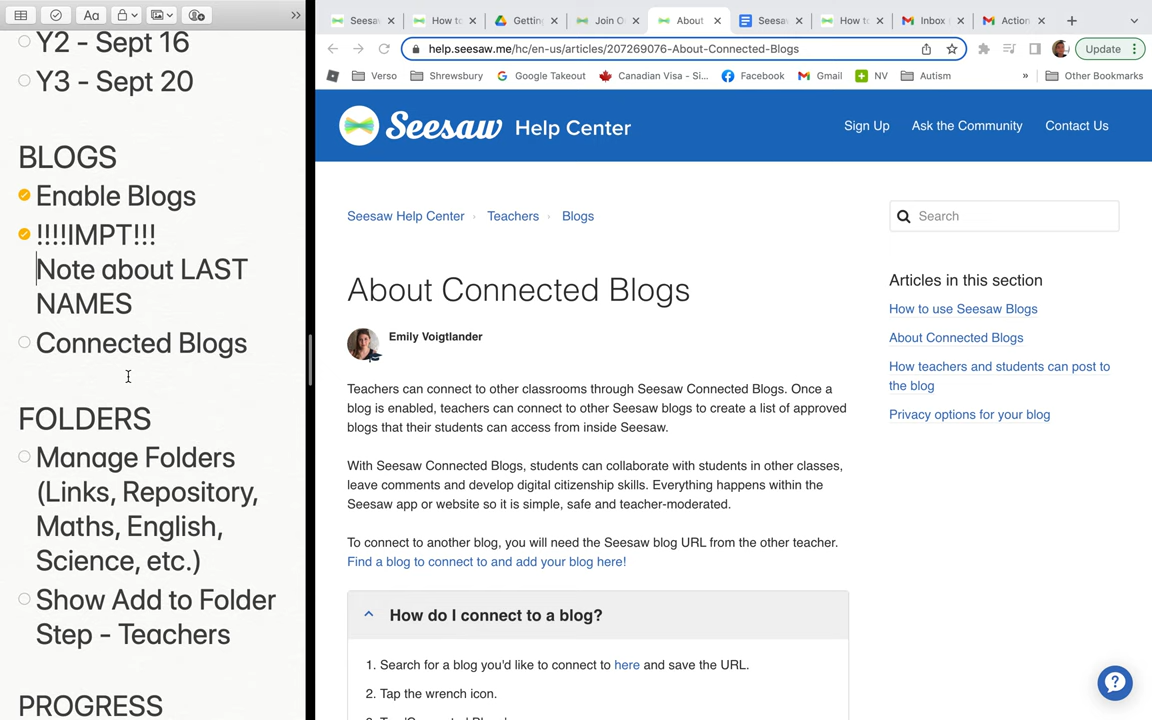 Aa
Y2 - Sept 16
Y3 - Sept 20
BLOGS
Enable Blogs
!!!!IMPT!!!
Note about LAST
NAMES
Connected Blogs
FOLDERS
Manage Folders
(Links, Repository,
Maths, English,
Science, etc.)
Show Add to Folder
Step - Teachers
PROGRESS
Seesaw
How to
Getting
Join O
About
Seesaw
How to
Inbox
Action
help.seesaw.me/hc/en-us/articles/207269076-About-Connected-Blogs
Update
Verso
Shrewsbury
Google Takeout
Canadian Visa - Si...
Facebook
Gmail
NV
Autism
Other Bookmarks
Seesaw Help Center
Sign Up
Ask the Community
Contact Us
Seesaw Help Center › Teachers › Blogs
Search
About Connected Blogs
Emily Voigtlander
Teachers can connect to other classrooms through Seesaw Connected Blogs. Once a
blog is enabled, teachers can connect to other Seesaw blogs to create a list of approved
blogs that their students can access from inside Seesaw.
With Seesaw Connected Blogs, students can collaborate with students in other classes,
leave comments and develop digital citizenship skills. Everything happens within the
Seesaw app or website so it is simple, safe and teacher-moderated.
To connect to another blog, you will need the Seesaw blog URL from the other teacher.
Find a blog to connect to and add your blog here!
How do I connect to a blog?
1. Search for a blog you'd like to connect to here and save the URL.
2. Tap the wrench icon.
Articles in this section
How to use Seesaw Blogs
About Connected Blogs
How teachers and students can post to
the blog
Privacy options for your blog